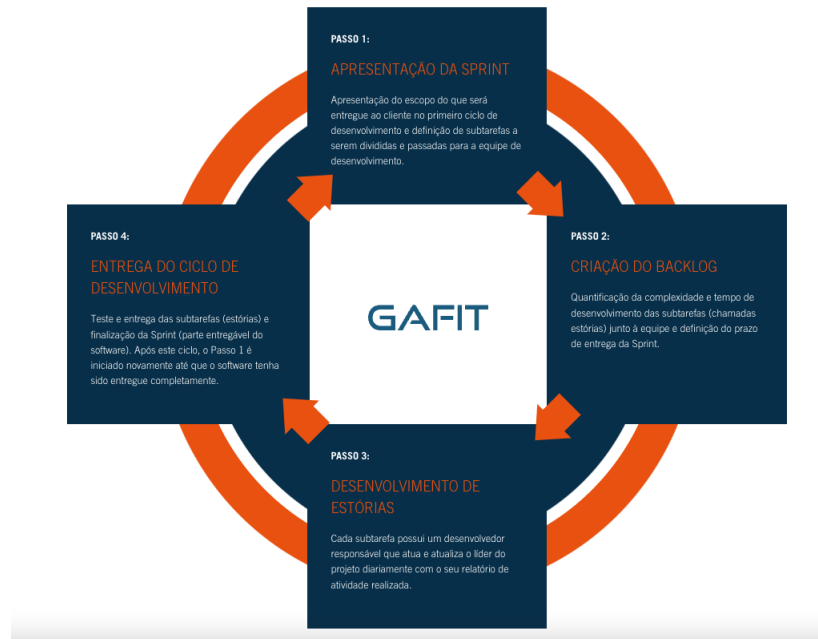 PASSO 1:
APRESENTAÇÃO DA SPRINT
Apresentação do escopo do que será
entregue ao cliente no primeiro ciclo de
desenvolvimento e definição de subtarefas a
serem divididas e passadas para a equipe de
desenvolvimento.
PASSO 2:
CRIAÇÃO DO BACKLOG
Quantificação da complexidade e tempo de
desenvolvimento das subtarefas (chamadas
estórias) junto à equipe e definição do prazo
de entrega da Sprint.
PASSO 3:
DESENVOLVIMENTO DE
ESTÓRIAS
Cada subtarefa possui um desenvolvedor
responsável que atua e atualiza o líder do
projeto diariamente com o seu relatório de
atividade realizada.
PASSO 4:
ENTREGA DO CICLO DE
DESENVOLVIMENTO
Teste e entrega das subtarefas (estórias) e
finalização da Sprint (parte entregável do
software). Após este ciclo, o Passo 1 é
iniciado novamente até que o software tenha
sido entregue completamente.
GAFIT